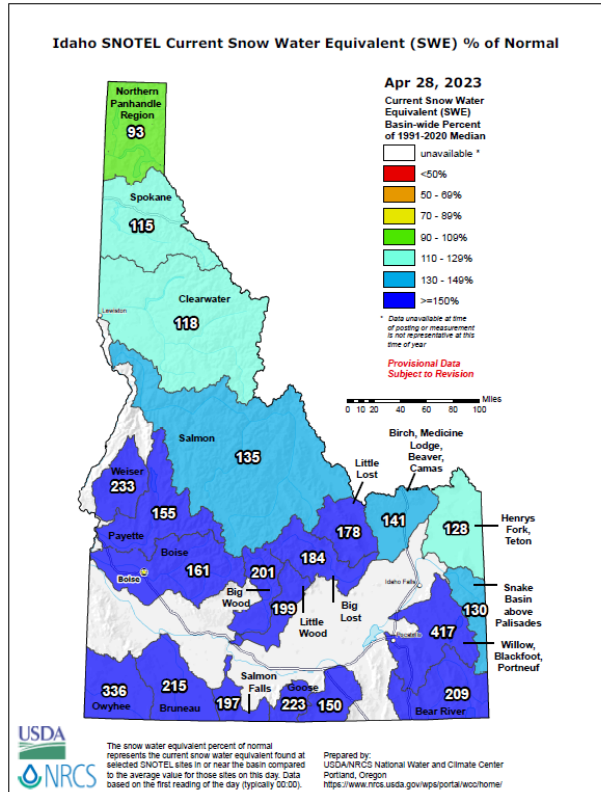 Idaho SNOTEL Current Snow Water Equivalent (SWE) % of Normal
Apr 28, 2023
Current Snow Water
Equivalent (SWE)
Basin-wide Percent
of 1991-2020 Median
unavailable *
<50%
50 - 69%
70 - 89%
90 - 109%
110 - 129%
130 - 149%
>=150%
* Data unavailable at time
of posting or measurement
is not representative at this
time of year
Provisional Data
Subject to Revision
Miles
0 10 20 40 60 80 100
Northern
Panhandle
Region
93
Spokane
115
Clearwater
118
Lewiston
Salmon
135
Birch, Medicine
Lodge,
Beaver,
Camas
141
Little
Lost
178
Weiser
233
155
Payette
Boise
161
Boise
201
Big
Wood
199
184
Little
Wood
Big
Lost
128
Henrys
Fork,
Teton
Idaho Falls
130
Snake
Basin
above
Palisades
417
Willow,
Blackfoot,
Portneuf
Pocatello
336
Owyhee
215
Bruneau
Salmon
Falls
197
Goose
223
150
209
Bear River
USDA
NRCS
The snow water equivalent percent of normal
represents the current snow water equivalent found at
selected SNOTEL sites in or near the basin compared
to the average value for those sites on this day. Data
based on the first reading of the day (typically 00:00).
Prepared by:
USDA/NRCS National Water and Climate Center
Portland, Oregon
https://www.nrcs.usda.gov/wps/portal/wcc/home/